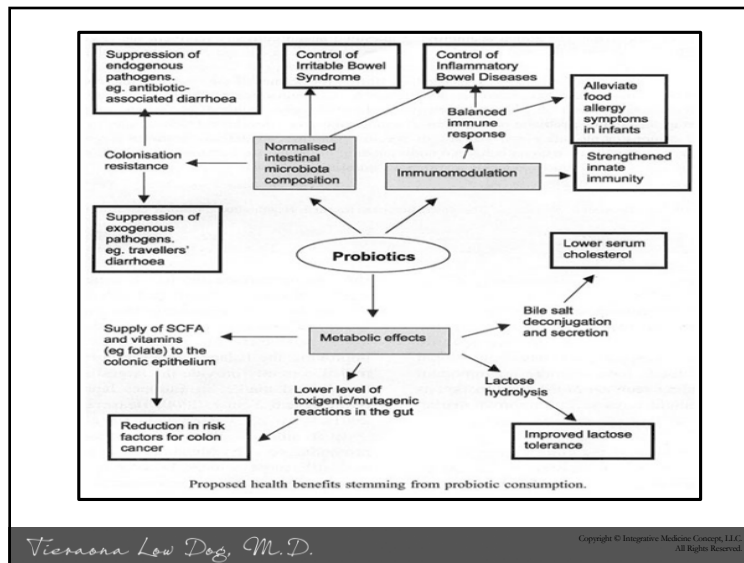 Suppression of
endogenous
pathogens.
eg. antibiotic-
associated diarrhoea
Control of
Irritable Bowel
Syndrome
Control of
Inflammatory
Bowel Diseases
Alleviate
food
allergy
symptoms
in infants
Balanced
immune
response
Colonisation
resistance
Normalised
intestinal
microbiota
composition
Immunomodulation
Strengthened
innate
immunity
Suppression of
exogenous
pathogens.
eg. travellers'
diarrhoea
Probiotics
Lower serum
cholesterol
Supply of SCFA
and vitamins
(eg folate) to the
colonic epithelium
Metabolic effects
Bile salt
deconjugation
and secretion
Lower level of
toxigenic/mutagenic
reactions in the gut
Lactose
hydrolysis
Reduction in risk
factors for colon
cancer
Improved lactose
tolerance
Proposed health benefits stemming from probiotic consumption.
Tieraona Low Dog, M.D.
Copyright © Integrative Medicine Concept, LLC.
All Rights Reserved.